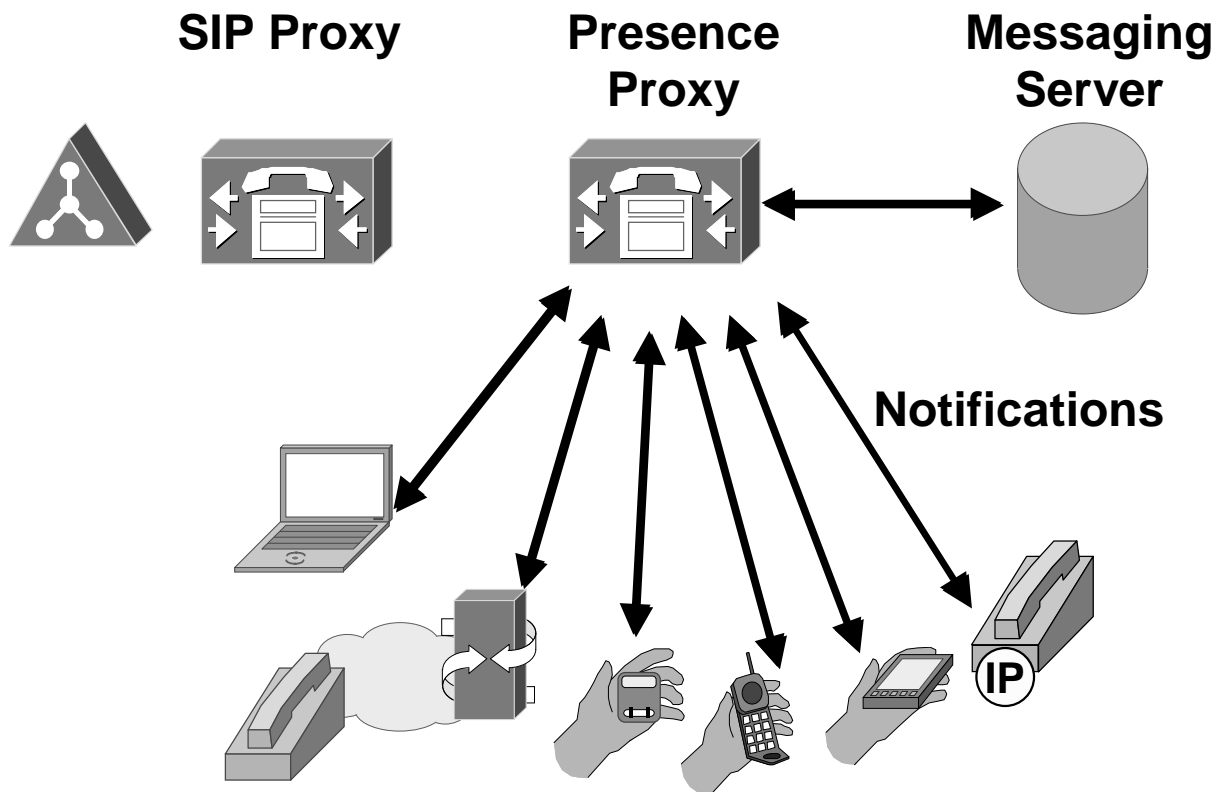 SIP Proxy
Presence
Proxy
Messaging
Server
Notifications
IP